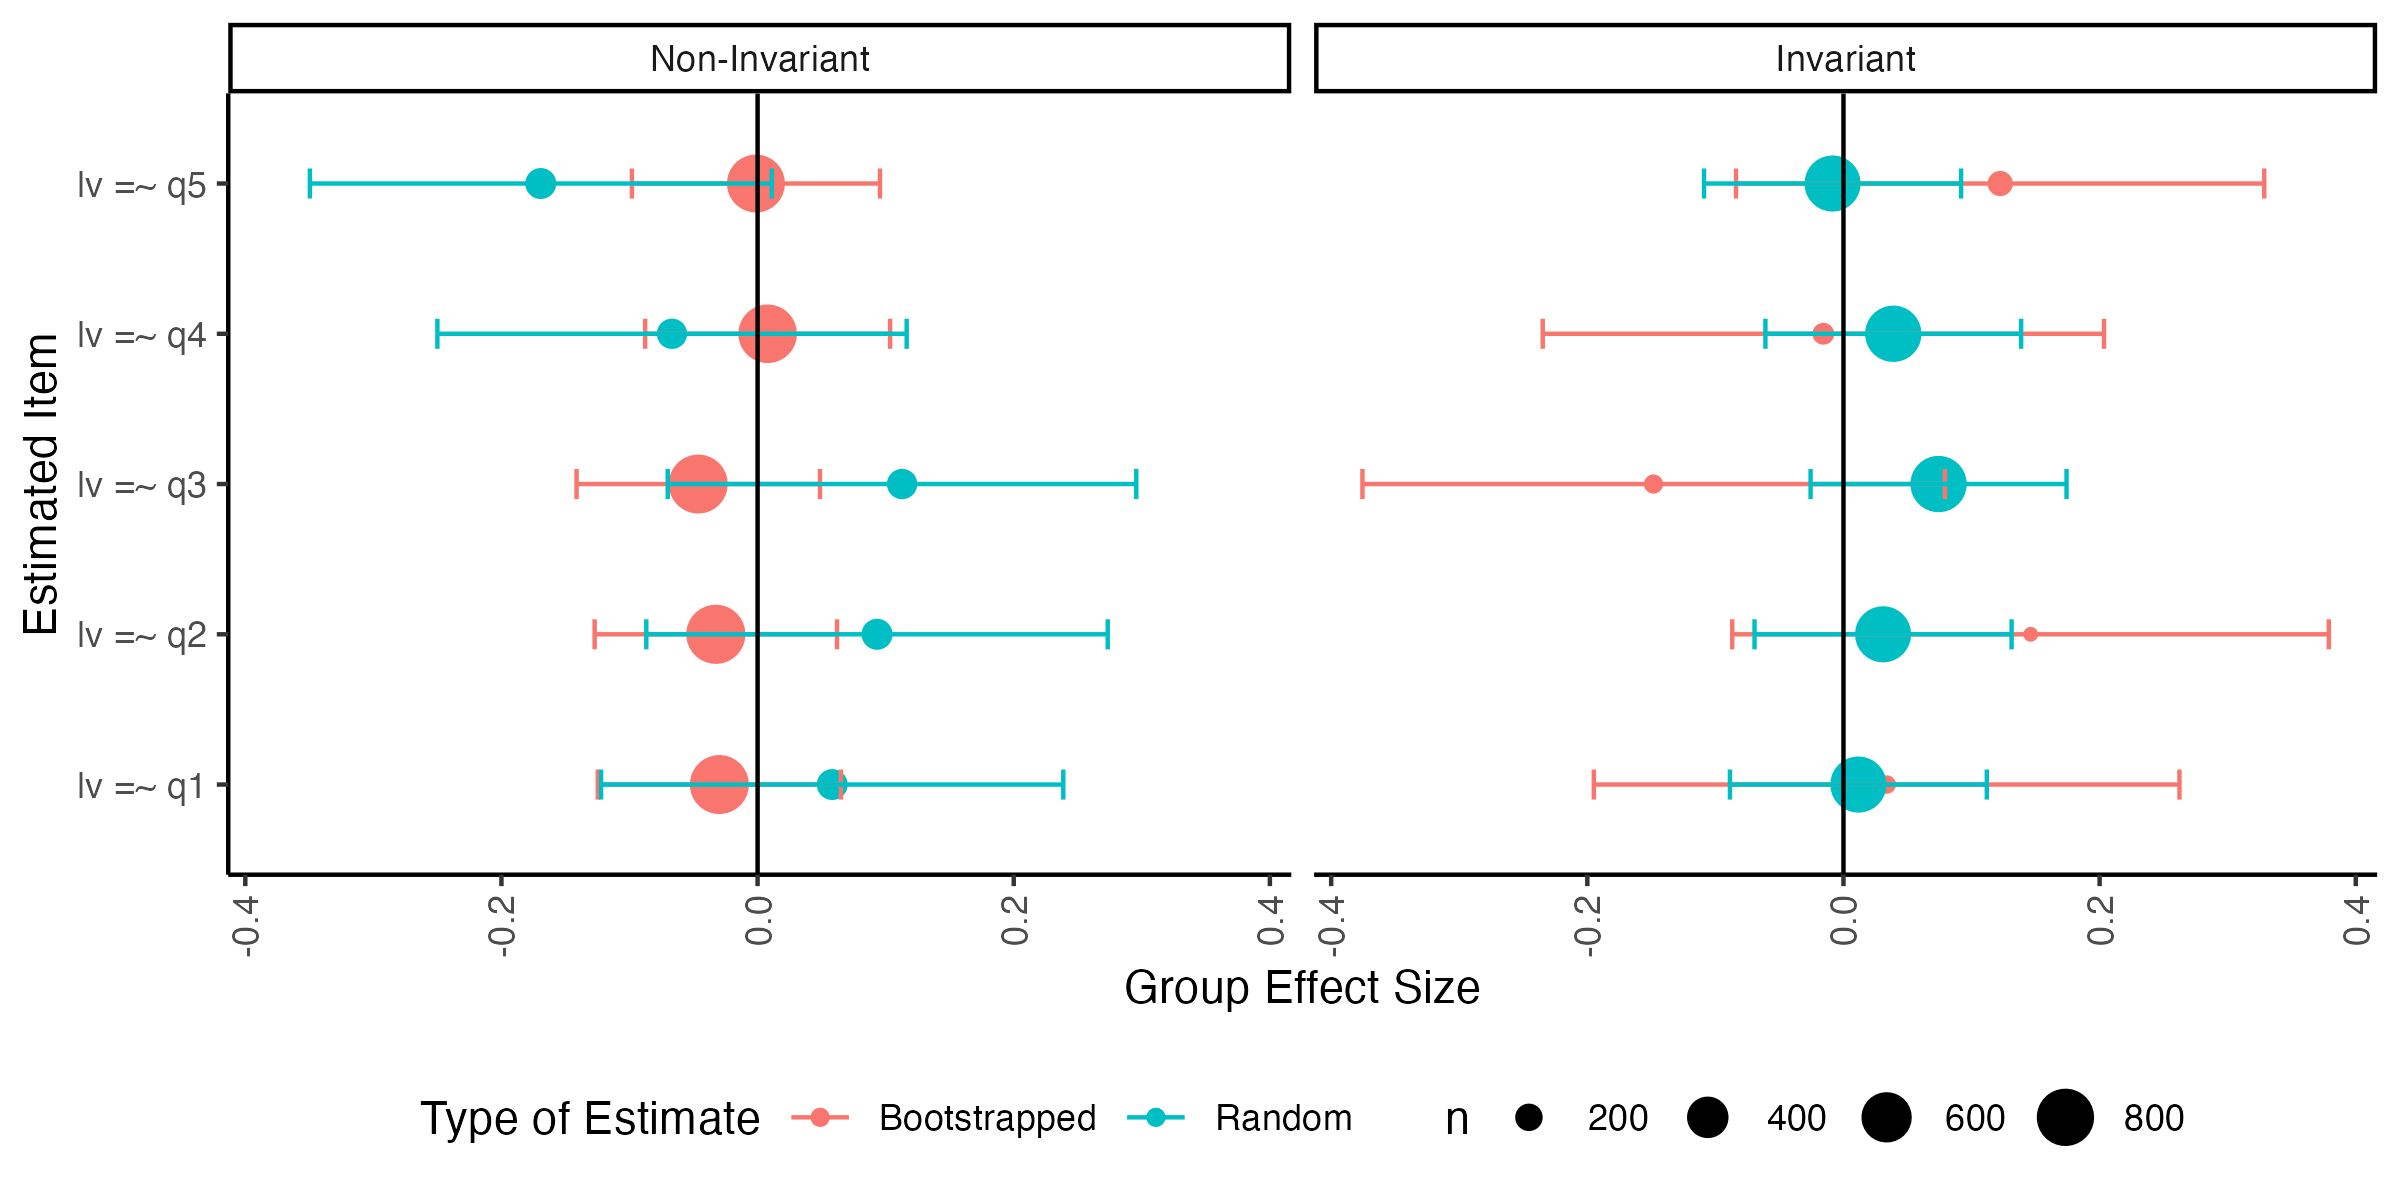 Non-Invariant
Invariant
Estimated Item
lv =~ q5
lv =~ q4
lv =~ q3
lv =~ q2
lv =~ q1
-0.4 -0.2 0.0 0.2 0.4
-0.4 -0.2 0.0 0.2 0.4
Group Effect Size
Type of Estimate Bootstrapped Random n 200 400 600 800